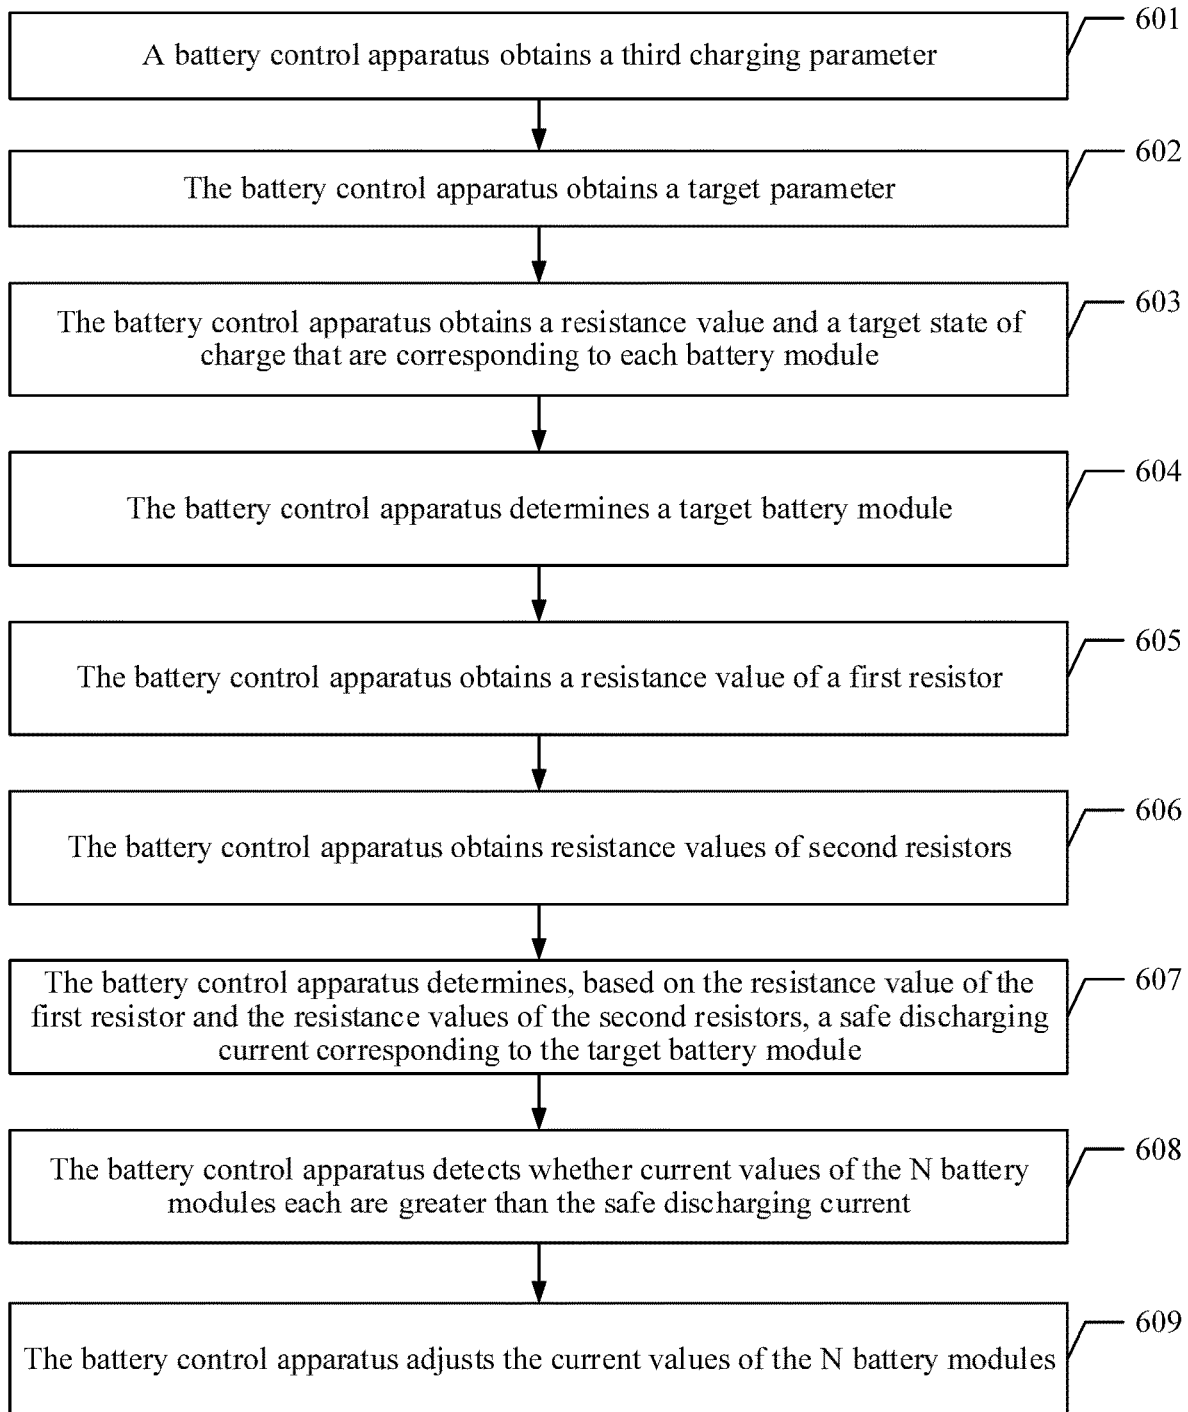 601
A battery control apparatus obtains a third charging parameter
602
The battery control apparatus obtains a target parameter
603
The battery control apparatus obtains a resistance value and a target state of
charge that are corresponding to each battery module
604
The battery control apparatus determines a target battery module
605
The battery control apparatus obtains a resistance value of a first resistor
606
The battery control apparatus obtains resistance values of second resistors
607
The battery control apparatus determines, based on the resistance value of the
first resistor and the resistance values of the second resistors, a safe discharging
current corresponding to the target battery module
608
The battery control apparatus detects whether current values of the N battery
modules each are greater than the safe discharging current
609
The battery control apparatus adjusts the current values of the N battery modules